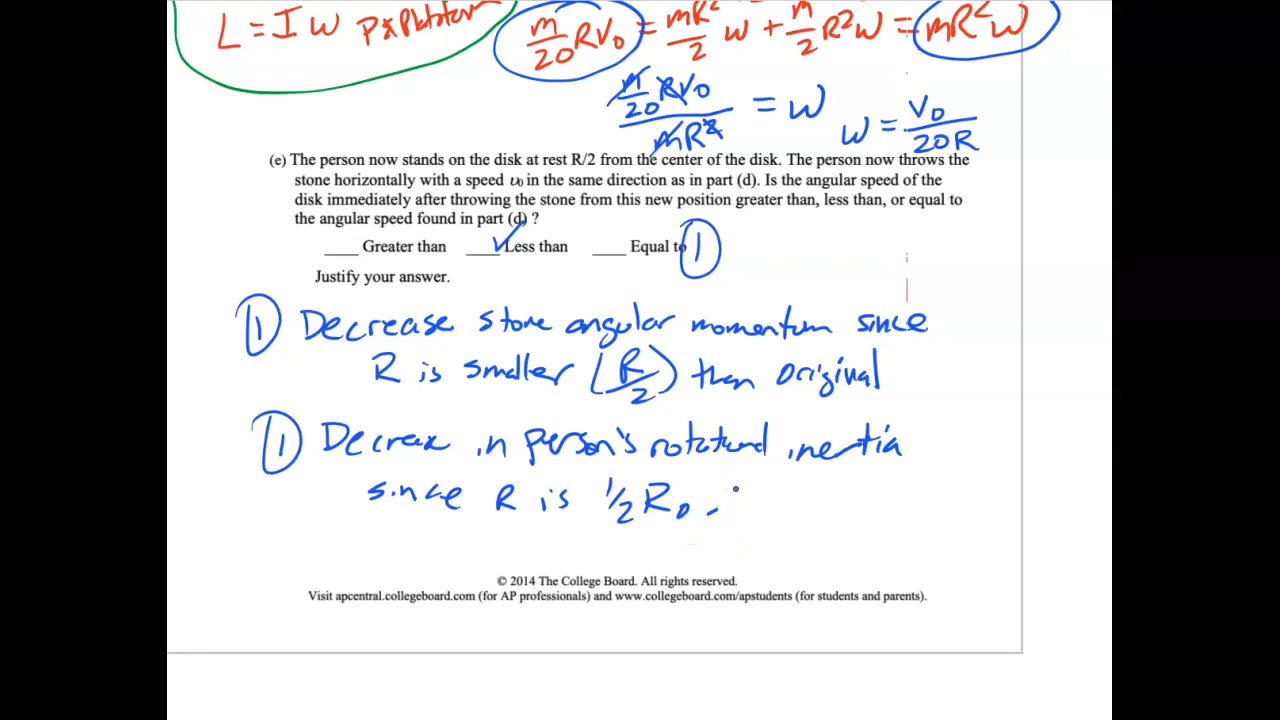 L = I ω P & Platform
m/20 R v₀ = mR²/2 ω + m/2 R²ω = mR²ω
m/20 R v₀ / mR² = ω ω = v₀ / 20R
(e) The person now stands on the disk at rest R/2 from the center of the disk. The person now throws the
stone horizontally with a speed v₀ in the same direction as in part (d). Is the angular speed of the
disk immediately after throwing the stone from this new position greater than, less than, or equal to
the angular speed found in part (d) ?
____ Greater than ____✓ Less than ____ Equal to ①
Justify your answer.
① Decrease stone angular momentum since
R is smaller (R/2) than original
① Decrease in person's rotational inertia
since R is 1/2 R₀.
© 2014 The College Board. All rights reserved.
Visit apcentral.collegeboard.com (for AP professionals) and www.collegeboard.com/apstudents (for students and parents).